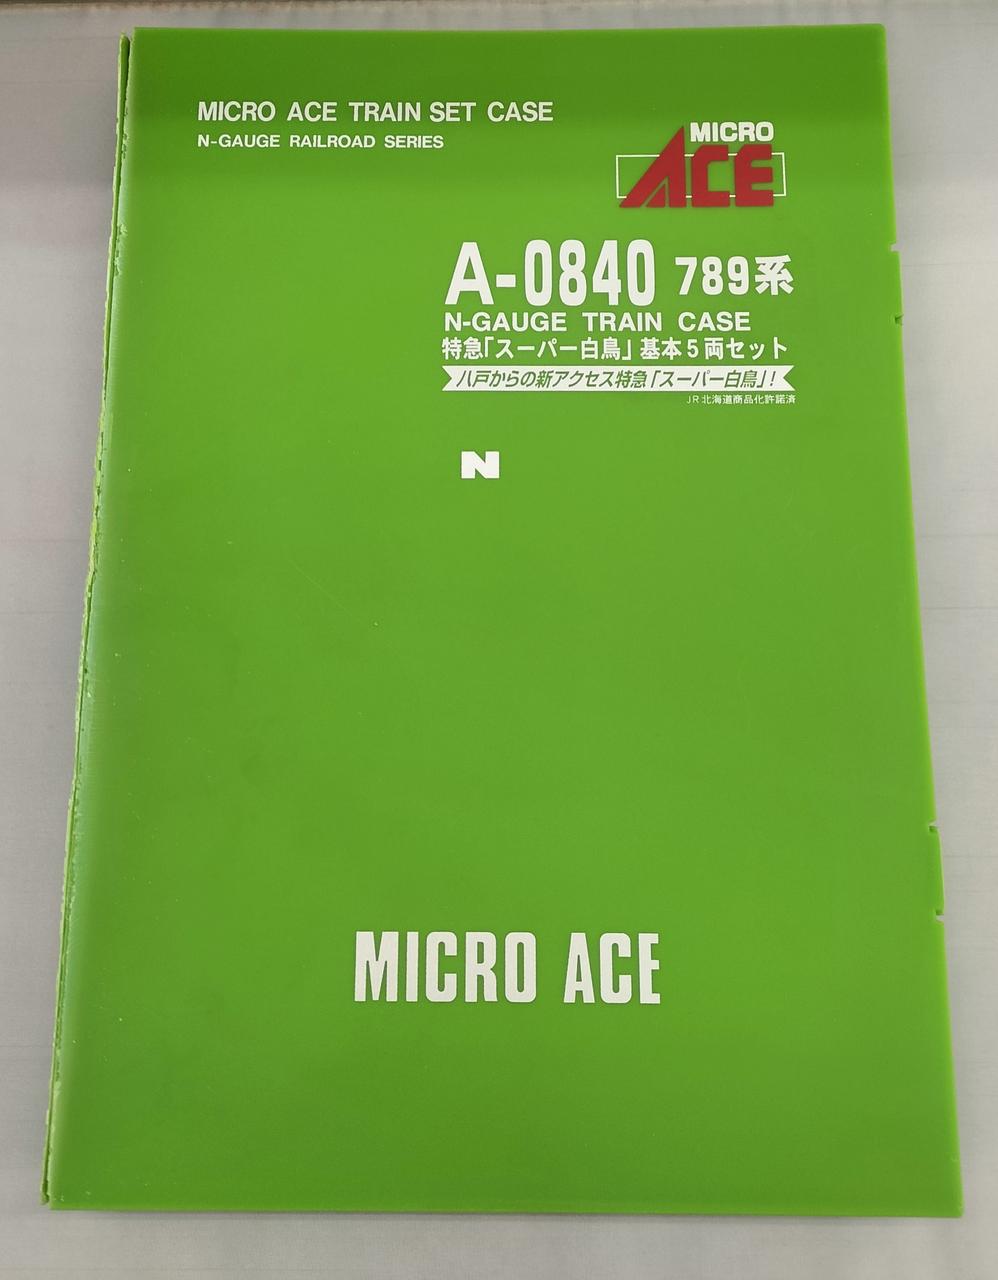 MICRO ACE TRAIN SET CASE
N-GAUGE RAILROAD SERIES
MICRO
ACE
A-0840 789系
N-GAUGE TRAIN CASE
特急「スーパー白鳥」基本5両セット
八戸からの新アクセス特急「スーパー白鳥」!
JR北海道商品化許諾済
N
MICRO ACE